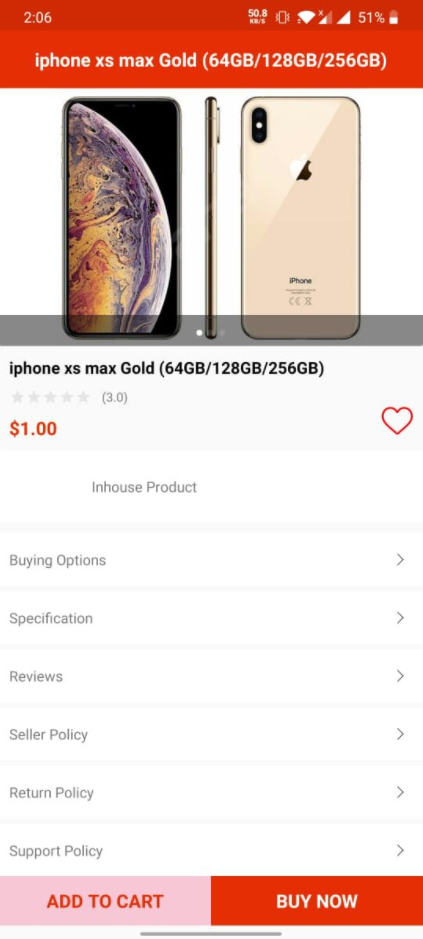 2:06
50.8
KB/S
51%
iphone xs max Gold (64GB/128GB/256GB)
iPhone
iphone xs max Gold (64GB/128GB/256GB)
(3.0)
$1.00
Inhouse Product
Buying Options
Specification
Reviews
Seller Policy
Return Policy
Support Policy
ADD TO CART
BUY NOW